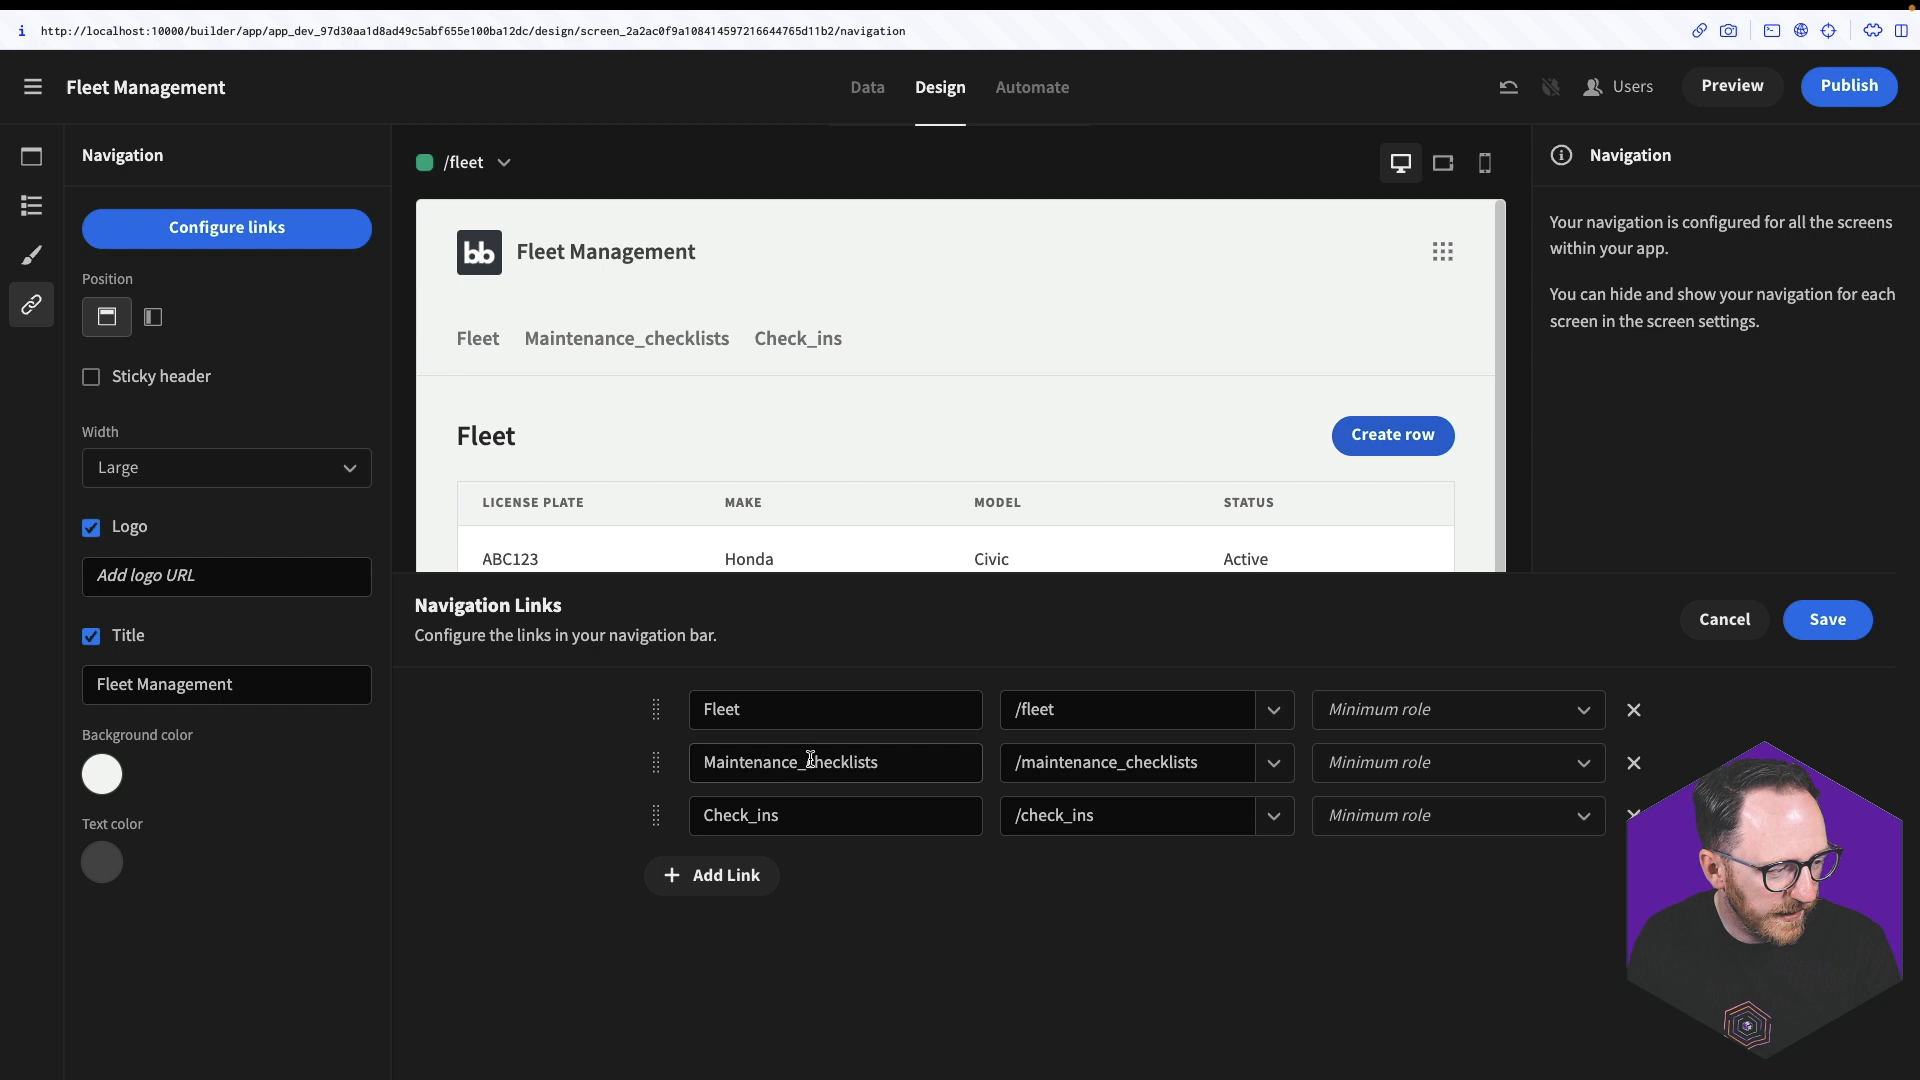 i http://localhost:10000/builder/app/app_dev_97d30aa1d8ad49c5abf655e100ba12dc/design/screen_2a2ac0f9a108414597216644765d11b2/navigation
Fleet Management
Data Design Automate
Users Preview Publish
Navigation
/fleet
Navigation
Configure links
Your navigation is configured for all the screens
within your app.
bb Fleet Management
Position
You can hide and show your navigation for each
screen in the screen settings.
Fleet Maintenance_checklists Check_ins
Sticky header
Width
Fleet Create row
Large
LICENSE PLATE MAKE MODEL STATUS
Logo
ABC123 Honda Civic Active
Add logo URL
Navigation Links
Configure the links in your navigation bar.
Cancel Save
Title
Fleet Management
Fleet /fleet Minimum role
Background color
Maintenance_checklists /maintenance_checklists Minimum role
Text color
Check_ins /check_ins Minimum role
Add Link